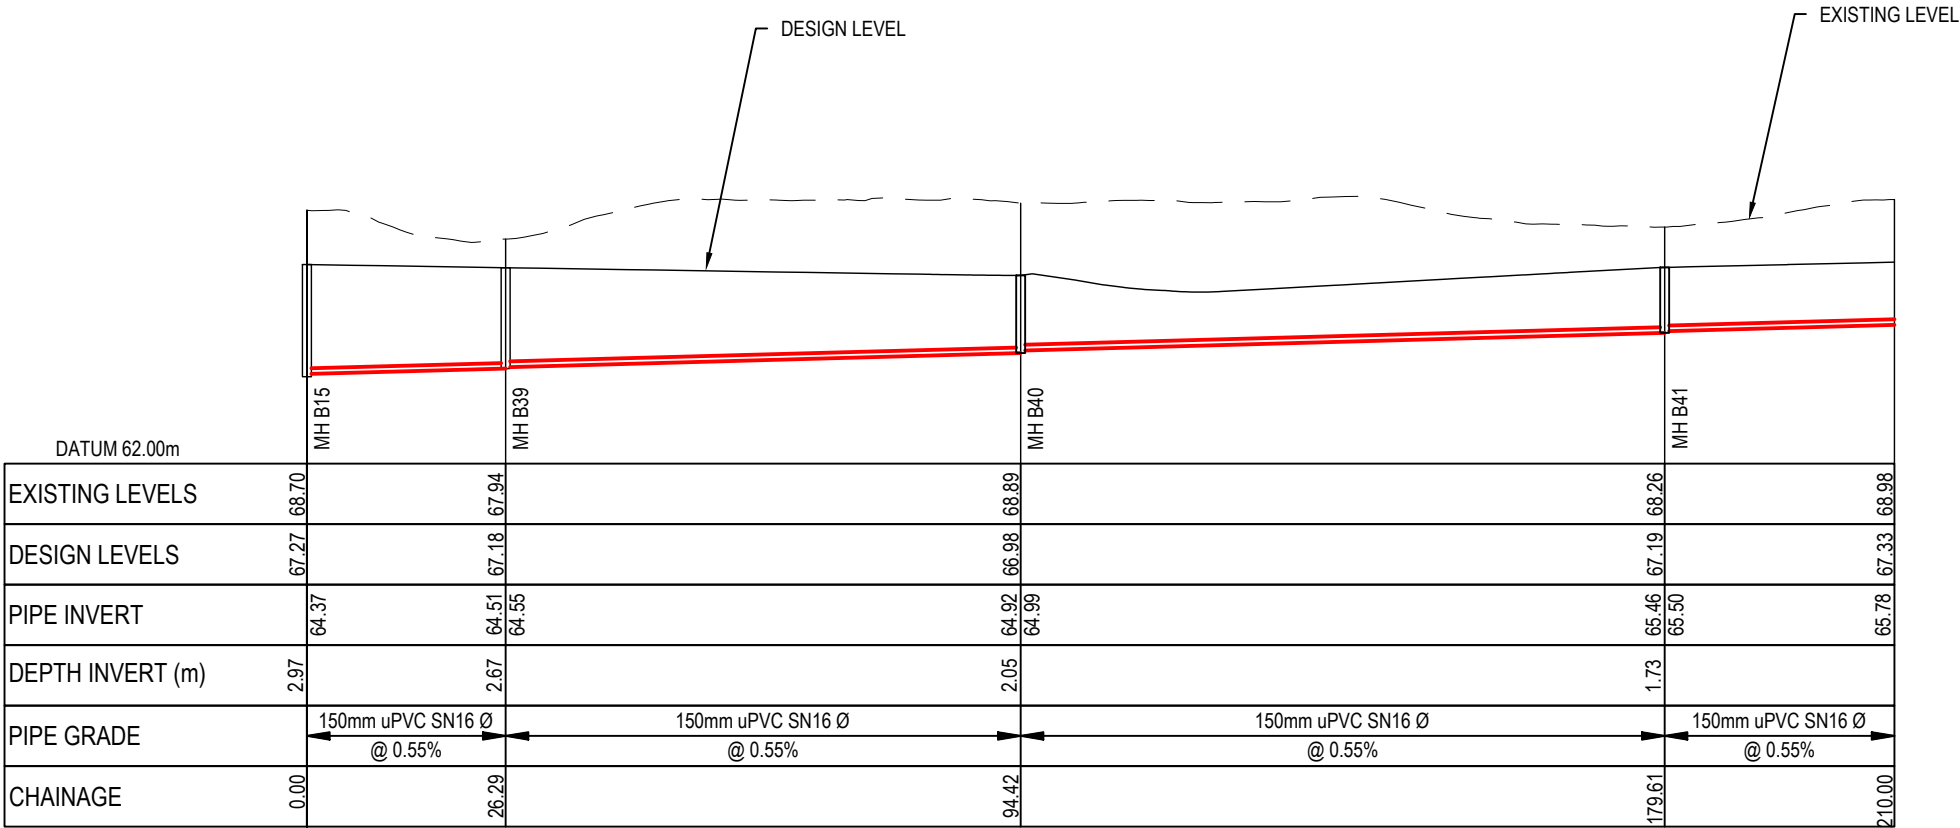 DESIGN LEVEL
EXISTING LEVEL
MH B15
MH B39
MH B40
MH B41
DATUM 62.00m
EXISTING LEVELS 68.70 67.94 68.89 68.26 68.98
DESIGN LEVELS 67.27 67.18 66.98 67.19 67.33
PIPE INVERT 64.37 64.51 64.55 64.92 64.99 65.46 65.50 65.78
DEPTH INVERT (m) 2.97 2.67 2.05 1.73
PIPE GRADE
150mm uPVC SN16 Ø
@ 0.55%
150mm uPVC SN16 Ø
@ 0.55%
150mm uPVC SN16 Ø
@ 0.55%
150mm uPVC SN16 Ø
@ 0.55%
CHAINAGE 0.00 26.29 94.42 179.61 210.00